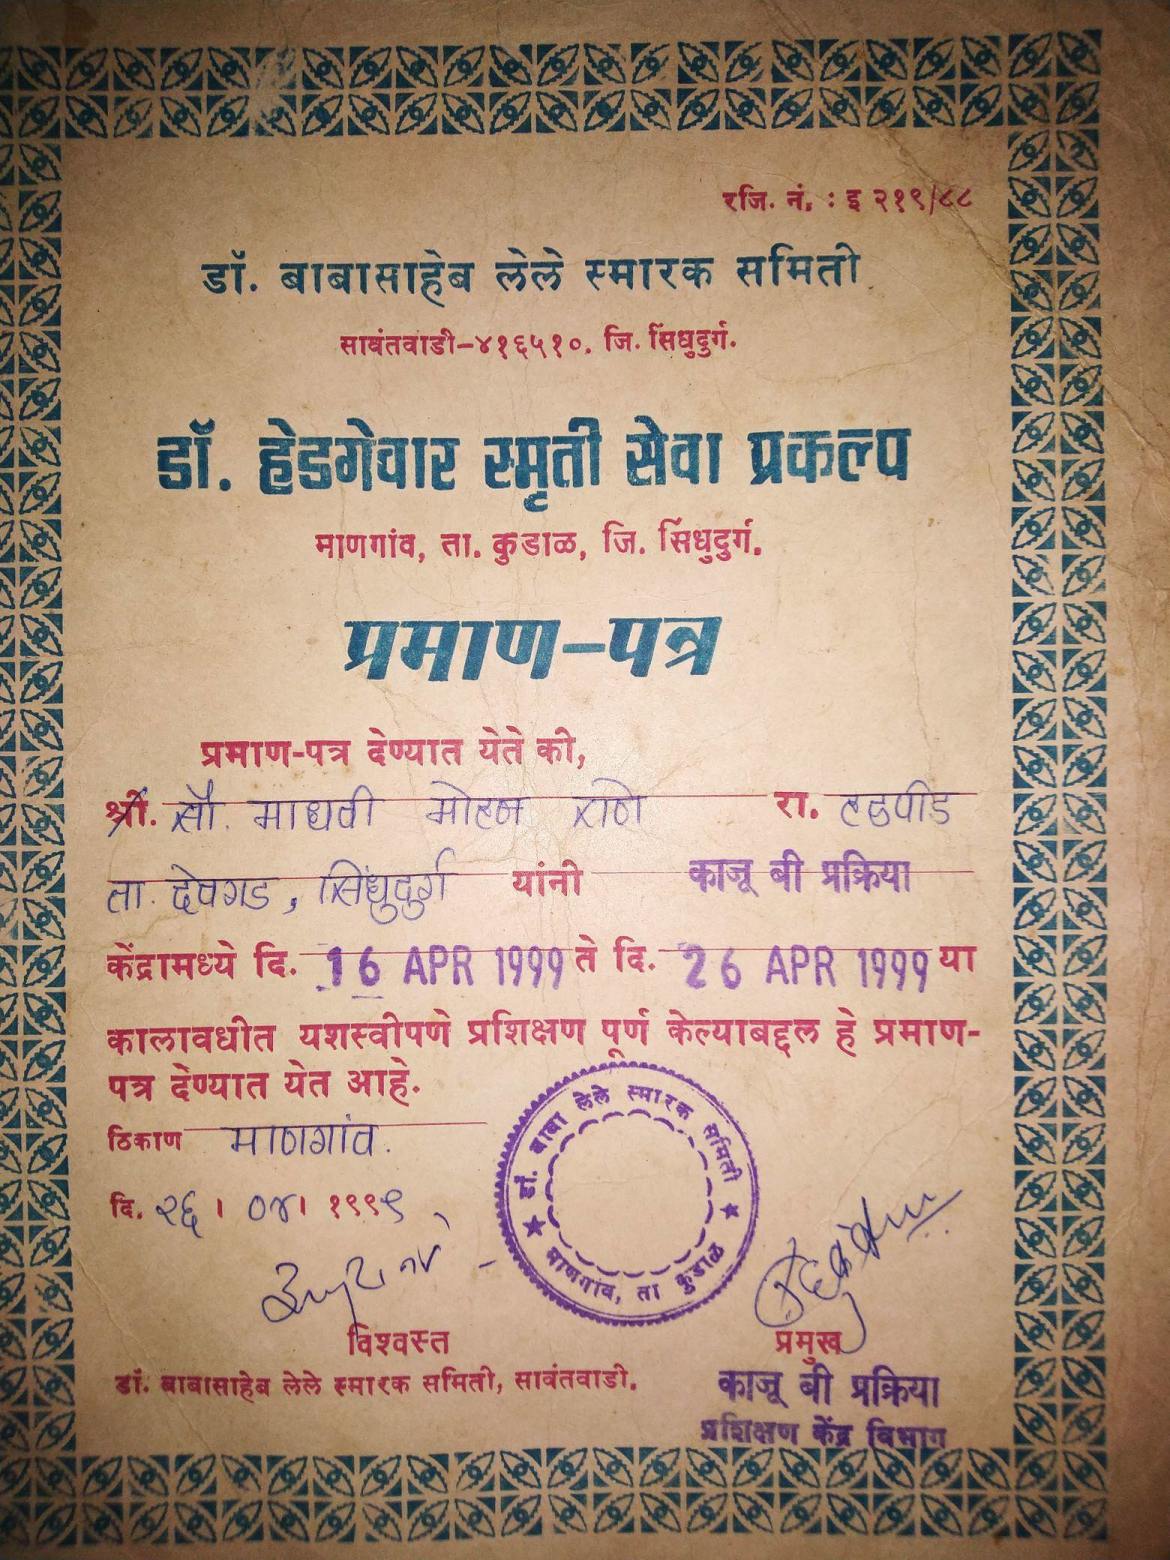 रजि. नं. : इ २१९/८८
डॉ. बाबासाहेब लेले स्मारक समिती
सावंतवाडी-४१६५१०. जि. सिंधुदुर्ग.
डॉ. हेडगेवार स्मृती सेवा प्रकल्प
माणगांव, ता. कुडाळ, जि. सिंधुदुर्ग.
प्रमाण-पत्र
प्रमाण-पत्र देण्यात येते की,
श्री. सौ. माधवी मोहन राणे रा.
ता. देवगड, सिंधुदुर्ग यांनी काजू बी प्रक्रिया
केंद्रामध्ये दि. 16 APR 1999 ते दि. 26 APR 1999 या
कालावधीत यशस्वीपणे प्रशिक्षण पूर्ण केल्याबद्दल हे प्रमाण-
पत्र देण्यात येत आहे.
ठिकाण माणगांव.
दि. २६ । ०४ । १९९९
डॉ. बाबा लेले स्मारक समिती
माणगांव, ता कुडाळ
विश्वस्त
प्रमुख
डॉ. बाबासाहेब लेले स्मारक समिती, सावंतवाडी.
काजू बी प्रक्रिया
प्रशिक्षण केंद्र विभाग